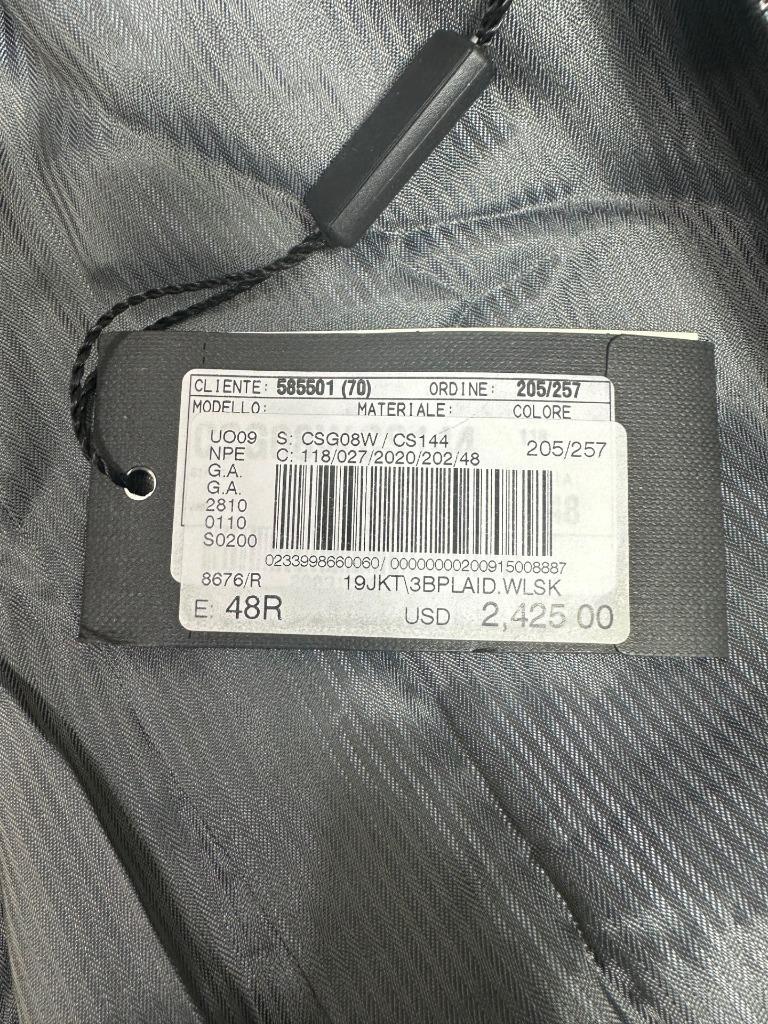 CLIENTE: 585501 (70) ORDINE: 205/257
MODELLO: MATERIALE: COLORE
UO09 S: CSG08W / CS144 205/257
NPE C: 118/027/2020/202/48
G.A.
G.A.
2810
0110
S0200
0233998660060/ 00000000200915008887
8676/R 19JKT\3BPLAID.WLSK
E: 48R USD 2,425 00